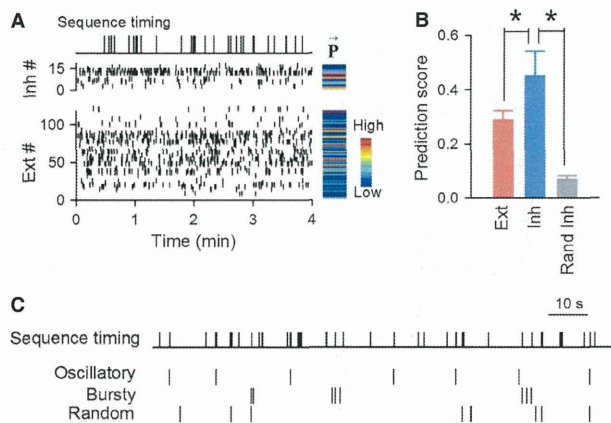 A
Sequence timing
P
Inh #
15
0
Ext #
100
50
0
High
Low
0 1 2 3 4
Time (min)
B
* *
Prediction score
0.6
0.4
0.2
0.0
Ext
Inh
Rand Inh
C
10 s
Sequence timing
Oscillatory
Bursty
Random